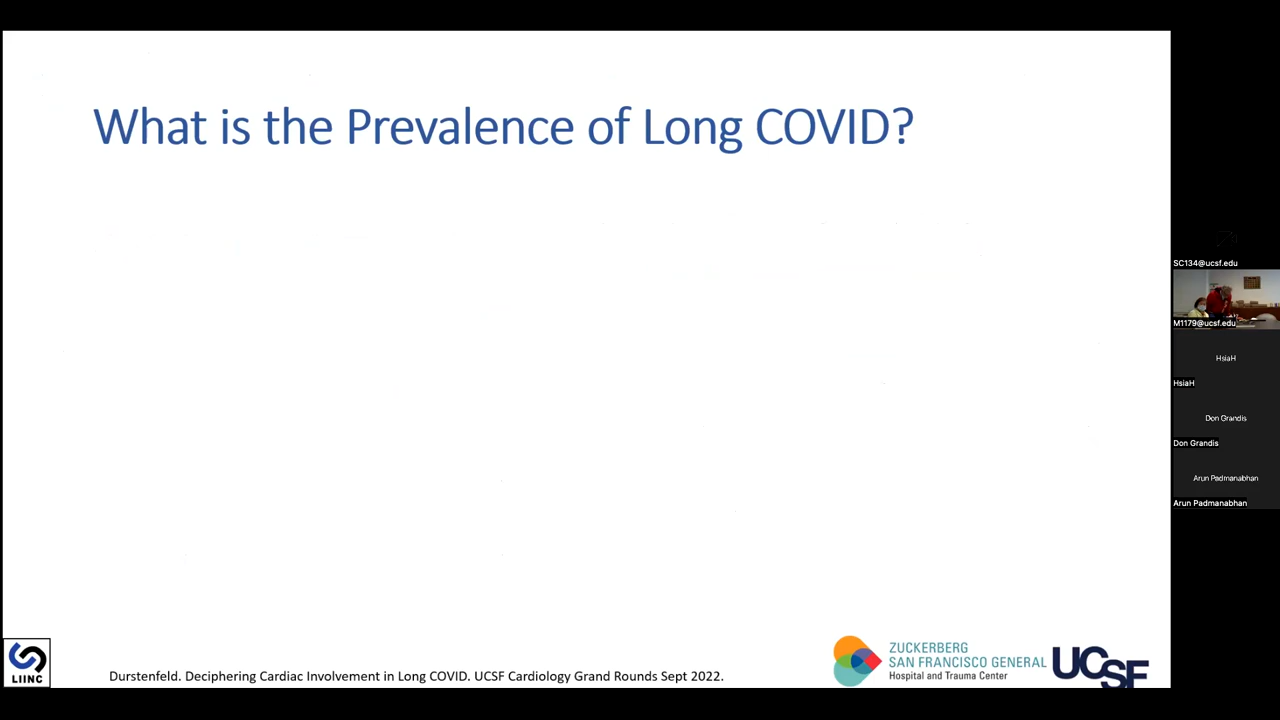 What is the Prevalence of Long COVID?
SC134@ucsf.edu
M1179@ucsf.edu
HsiaH
HsiaH
Don Grandis
Don Grandis
Arun Padmanabhan
Arun Padmanabhan
LIINC
Durstenfeld. Deciphering Cardiac Involvement in Long COVID. UCSF Cardiology Grand Rounds Sept 2022.
ZUCKERBERG
SAN FRANCISCO GENERAL
Hospital and Trauma Center
UCSF